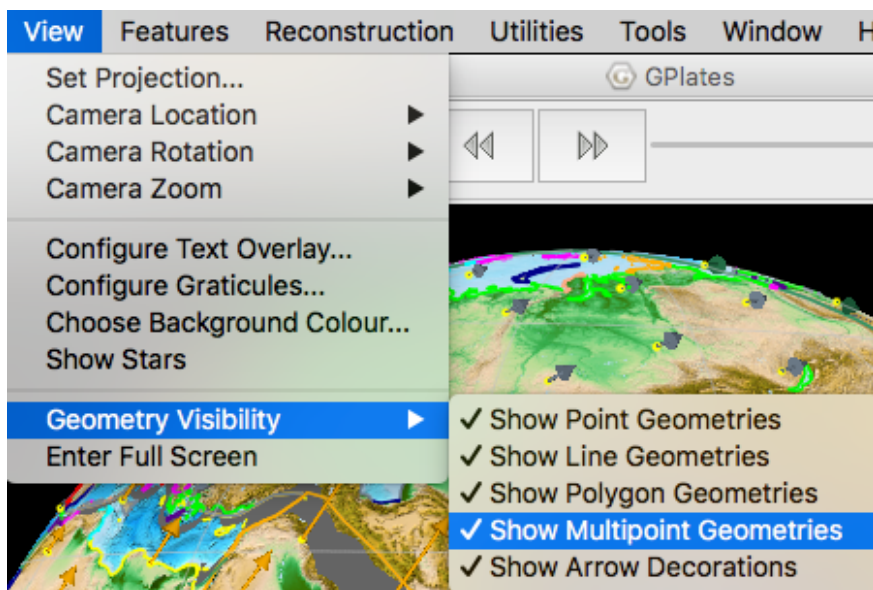 View Features Reconstruction Utilities Tools Window H
GPlates
Set Projection...
Camera Location
Camera Rotation
Camera Zoom
Configure Text Overlay...
Configure Graticules...
Choose Background Colour...
Show Stars
Geometry Visibility
Enter Full Screen
✓ Show Point Geometries
✓ Show Line Geometries
✓ Show Polygon Geometries
✓ Show Multipoint Geometries
✓ Show Arrow Decorations